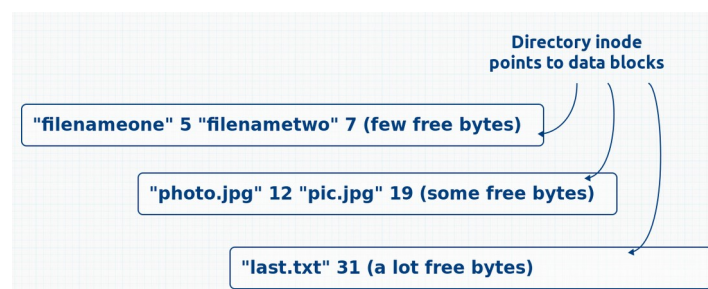 Directory inode
points to data blocks
"filenameone" 5 "filenametwo" 7 (few free bytes)
"photo.jpg" 12 "pic.jpg" 19 (some free bytes)
"last.txt" 31 (a lot free bytes)